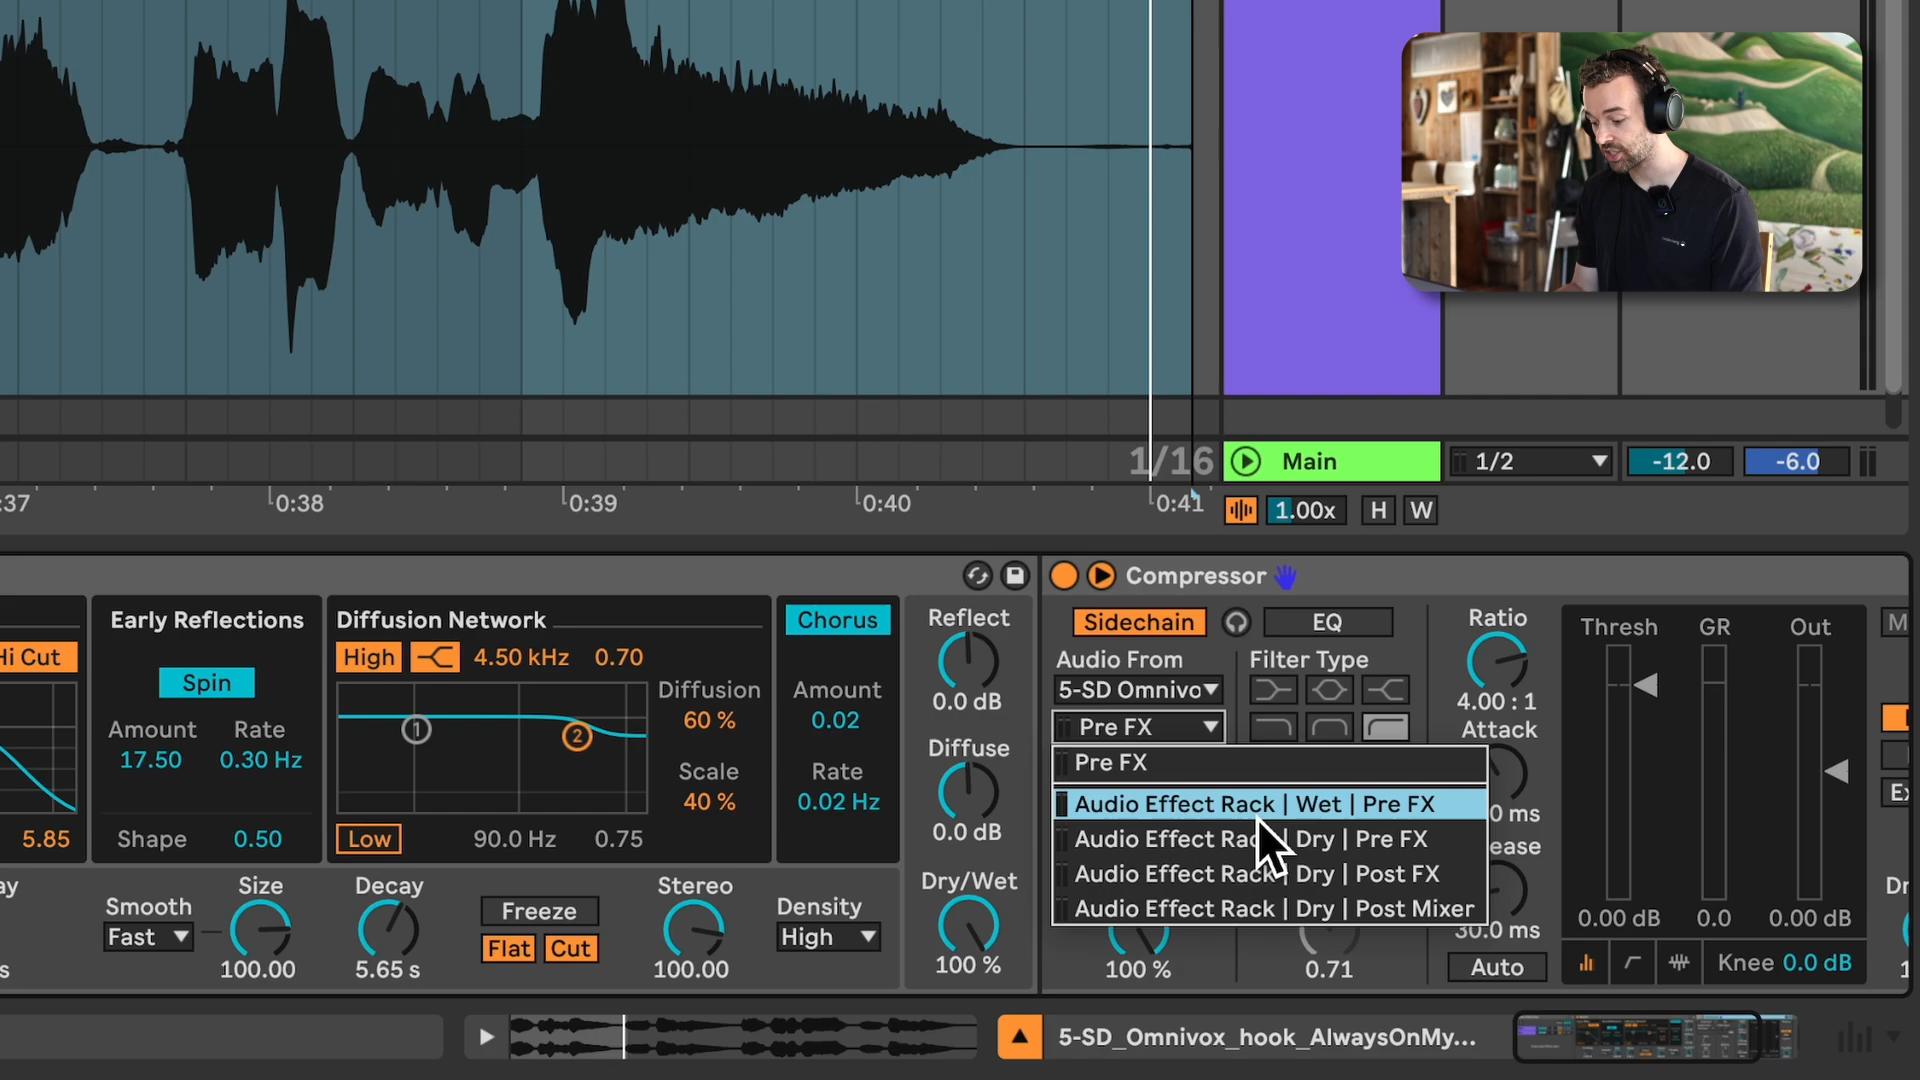 1/16
Main
1/2
-12.0
-6.0
:37
0:38
0:39
0:40
0:41
1.00x
H
W
Compressor
Early Reflections
Diffusion Network
Chorus
Reflect
Sidechain
EQ
Ratio
Thresh
GR
Out
M
Hi Cut
Spin
High
4.50 kHz
0.70
Audio From
Filter Type
5-SD Omnivo
Diffusion
60 %
Amount
0.02
0.0 dB
4.00 : 1
Amount
Rate
17.50
0.30 Hz
1
2
Pre FX
Attack
Diffuse
Pre FX
Scale
40 %
Rate
0.02 Hz
Audio Effect Rack | Wet | Pre FX
0 ms
Ex
5.85
Shape
0.50
Low
90.0 Hz
0.75
0.0 dB
Audio Effect Rack | Dry | Pre FX
ease
Audio Effect Rack | Dry | Post FX
Audio Effect Rack | Dry | Post Mixer
ay
Size
Decay
Stereo
Dry/Wet
Smooth
Fast
Freeze
Density
High
Flat
Cut
30.0 ms
0.00 dB
0.0
0.00 dB
Dr
s
100.00
5.65 s
100.00
100 %
100 %
0.71
Auto
Knee 0.0 dB
1
5-SD_Omnivox_hook_AlwaysOnMy...